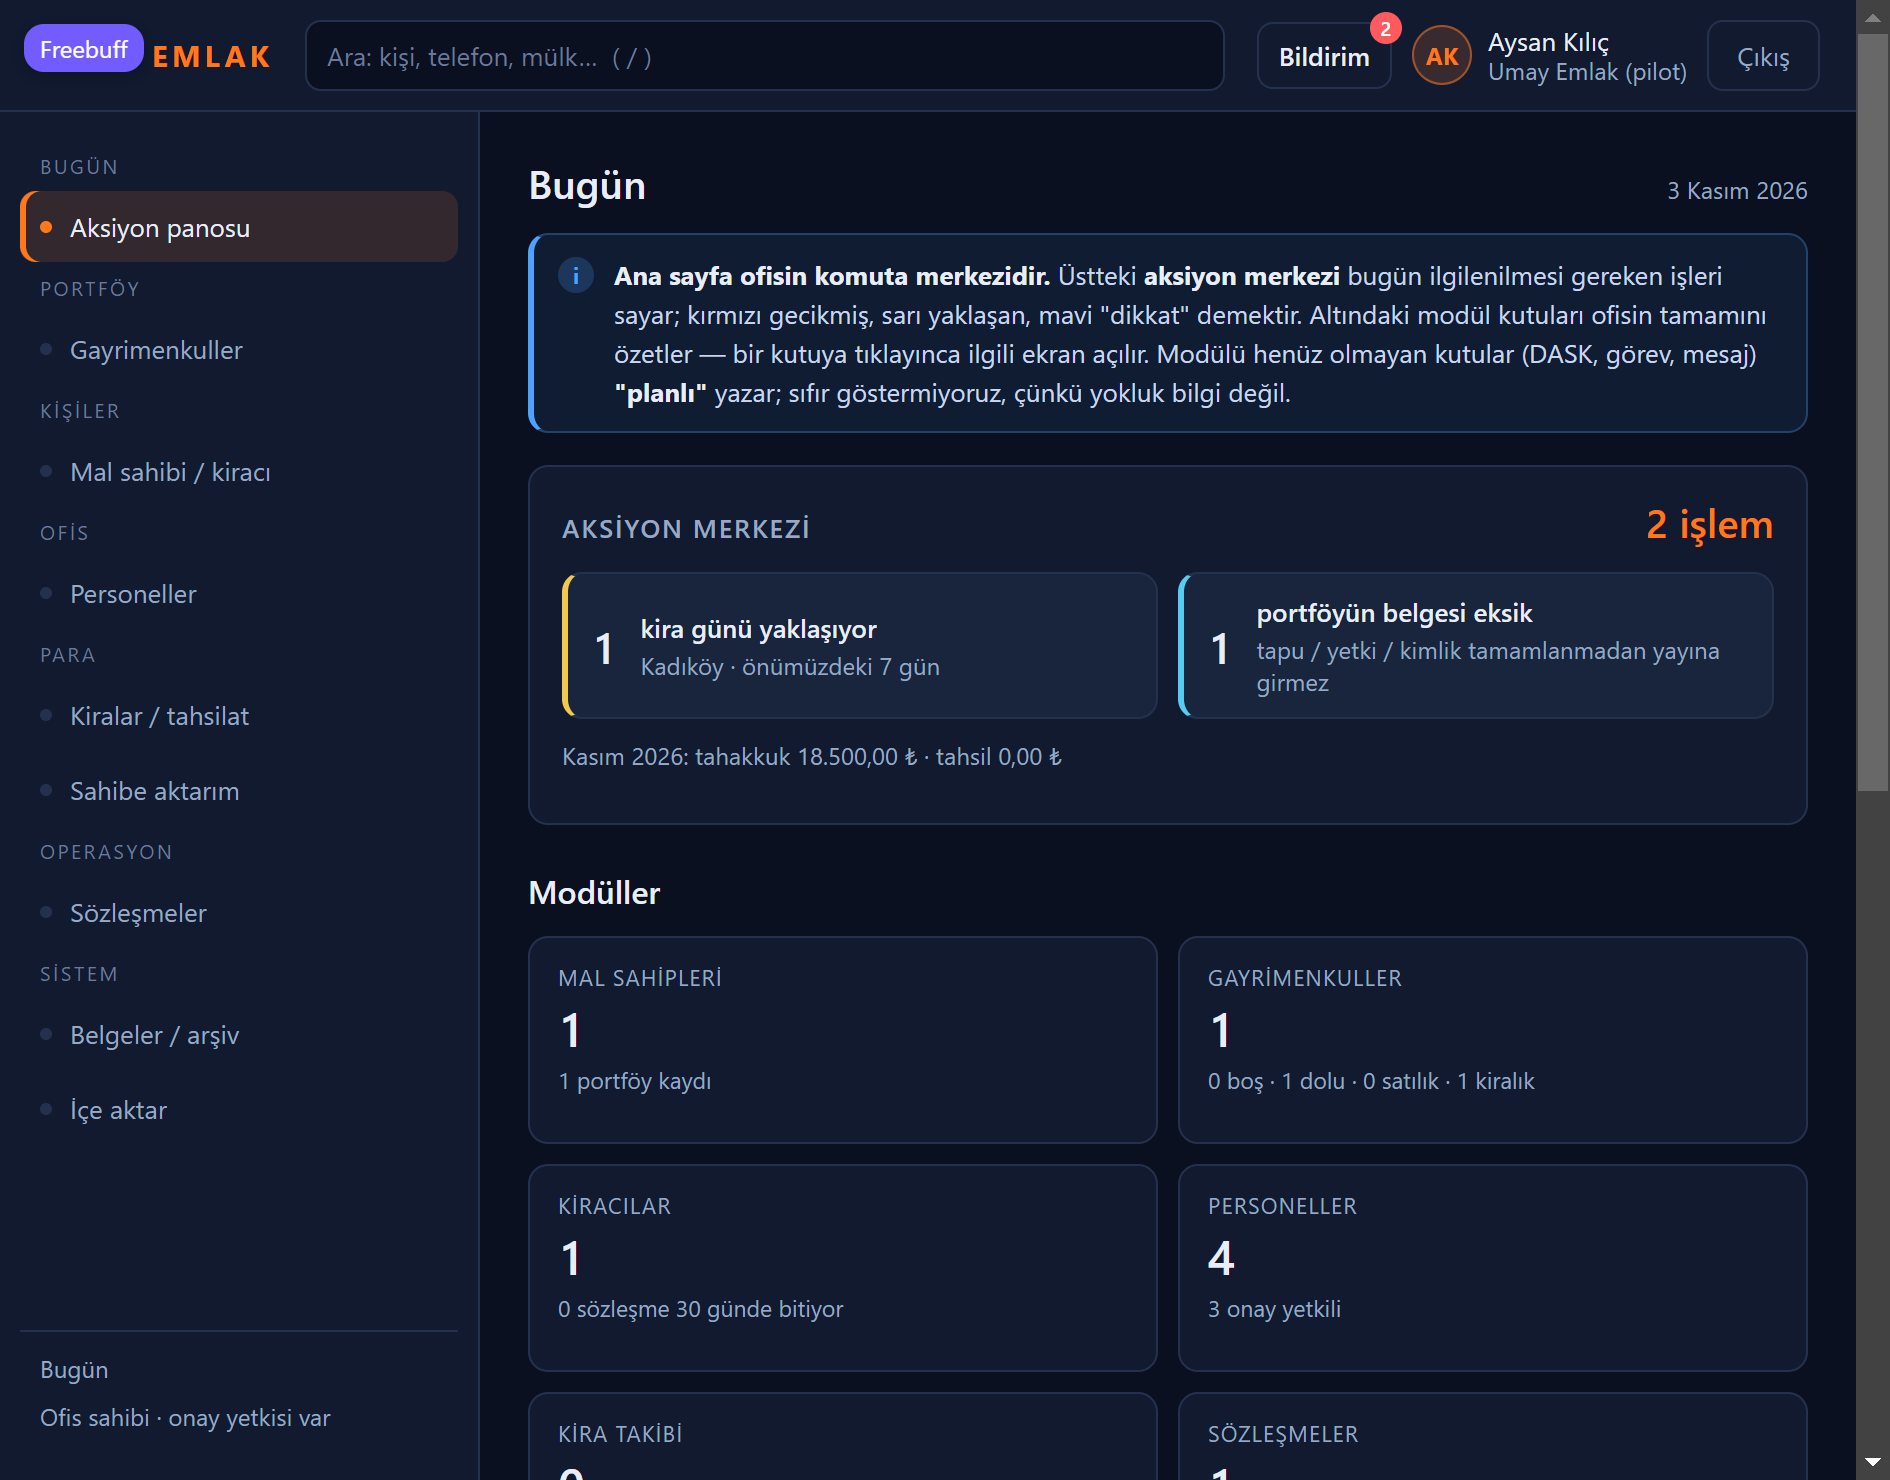 Freebuff
EMLAK
Ara: kişi, telefon, mülk... ( / )
Bildirim
2
AK
Aysan Kılıç
Umay Emlak (pilot)
Çıkış
BUGÜN
Aksiyon panosu
PORTFÖY
Gayrimenkuller
KİŞİLER
Mal sahibi / kiracı
OFİS
Personeller
PARA
Kiralar / tahsilat
Sahibe aktarım
OPERASYON
Sözleşmeler
SİSTEM
Belgeler / arşiv
İçe aktar
Bugün
Ofis sahibi · onay yetkisi var
Bugün
3 Kasım 2026
i
Ana sayfa ofisin komuta merkezidir. Üstteki aksiyon merkezi bugün ilgilenilmesi gereken işleri
sayar; kırmızı gecikmiş, sarı yaklaşan, mavi "dikkat" demektir. Altındaki modül kutuları ofisin tamamını
özetler — bir kutuya tıklayınca ilgili ekran açılır. Modülü henüz olmayan kutular (DASK, görev, mesaj)
"planlı" yazar; sıfır göstermiyoruz, çünkü yokluk bilgi değil.
AKSİYON MERKEZİ
2 işlem
1
kira günü yaklaşıyor
Kadıköy · önümüzdeki 7 gün
1
portföyün belgesi eksik
tapu / yetki / kimlik tamamlanmadan yayına
girmez
Kasım 2026: tahakkuk 18.500,00 ₺ · tahsil 0,00 ₺
Modüller
MAL SAHİPLERİ
1
1 portföy kaydı
GAYRİMENKULLER
1
0 boş · 1 dolu · 0 satılık · 1 kiralık
KİRACILAR
1
0 sözleşme 30 günde bitiyor
PERSONELLER
4
3 onay yetkili
KİRA TAKİBİ
0
SÖZLEŞMELER
1